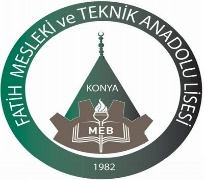 FATİH MESLEKİ ve TEKNİK ANADOLU LİSESİ
KONYA
MEB
1982